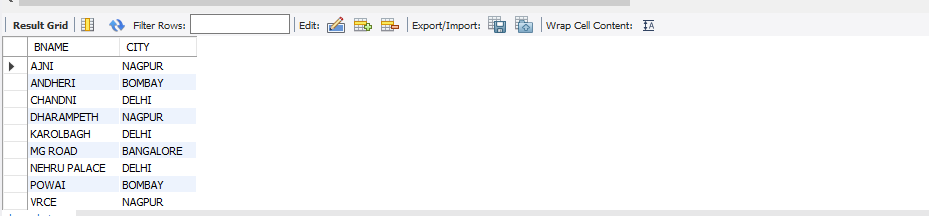 Result Grid Filter Rows: Edit: Export/Import: Wrap Cell Content: IA
BNAME CITY
AJNI NAGPUR
ANDHERI BOMBAY
CHANDNI DELHI
DHARAMPETH NAGPUR
KAROLBAGH DELHI
MG ROAD BANGALORE
NEHRU PALACE DELHI
POWAI BOMBAY
VRCE NAGPUR